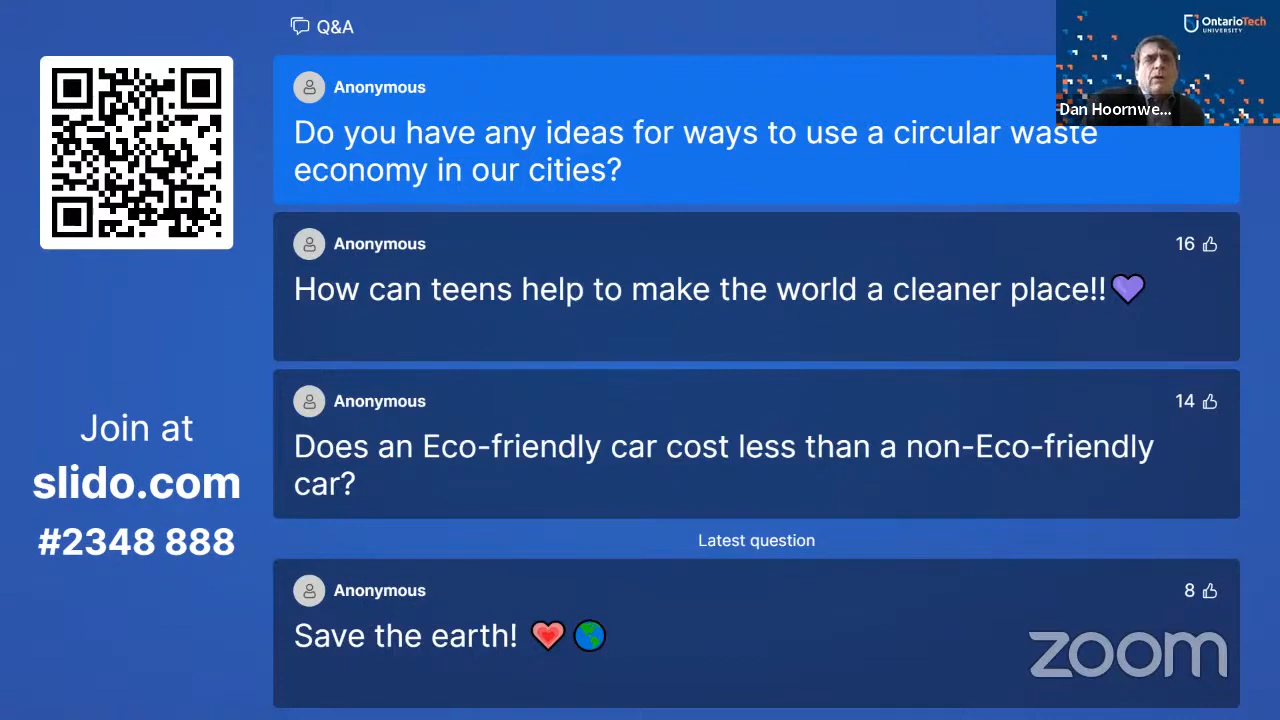 Q&A
OntarioTech
UNIVERSITY
Dan Hoornwe...
Anonymous
Do you have any ideas for ways to use a circular waste
economy in our cities?
Anonymous
16
How can teens help to make the world a cleaner place!!💜
Anonymous
14
Does an Eco-friendly car cost less than a non-Eco-friendly
car?
Join at
slido.com
#2348 888
Latest question
Anonymous
8
Save the earth! ❤️🌎
zoom